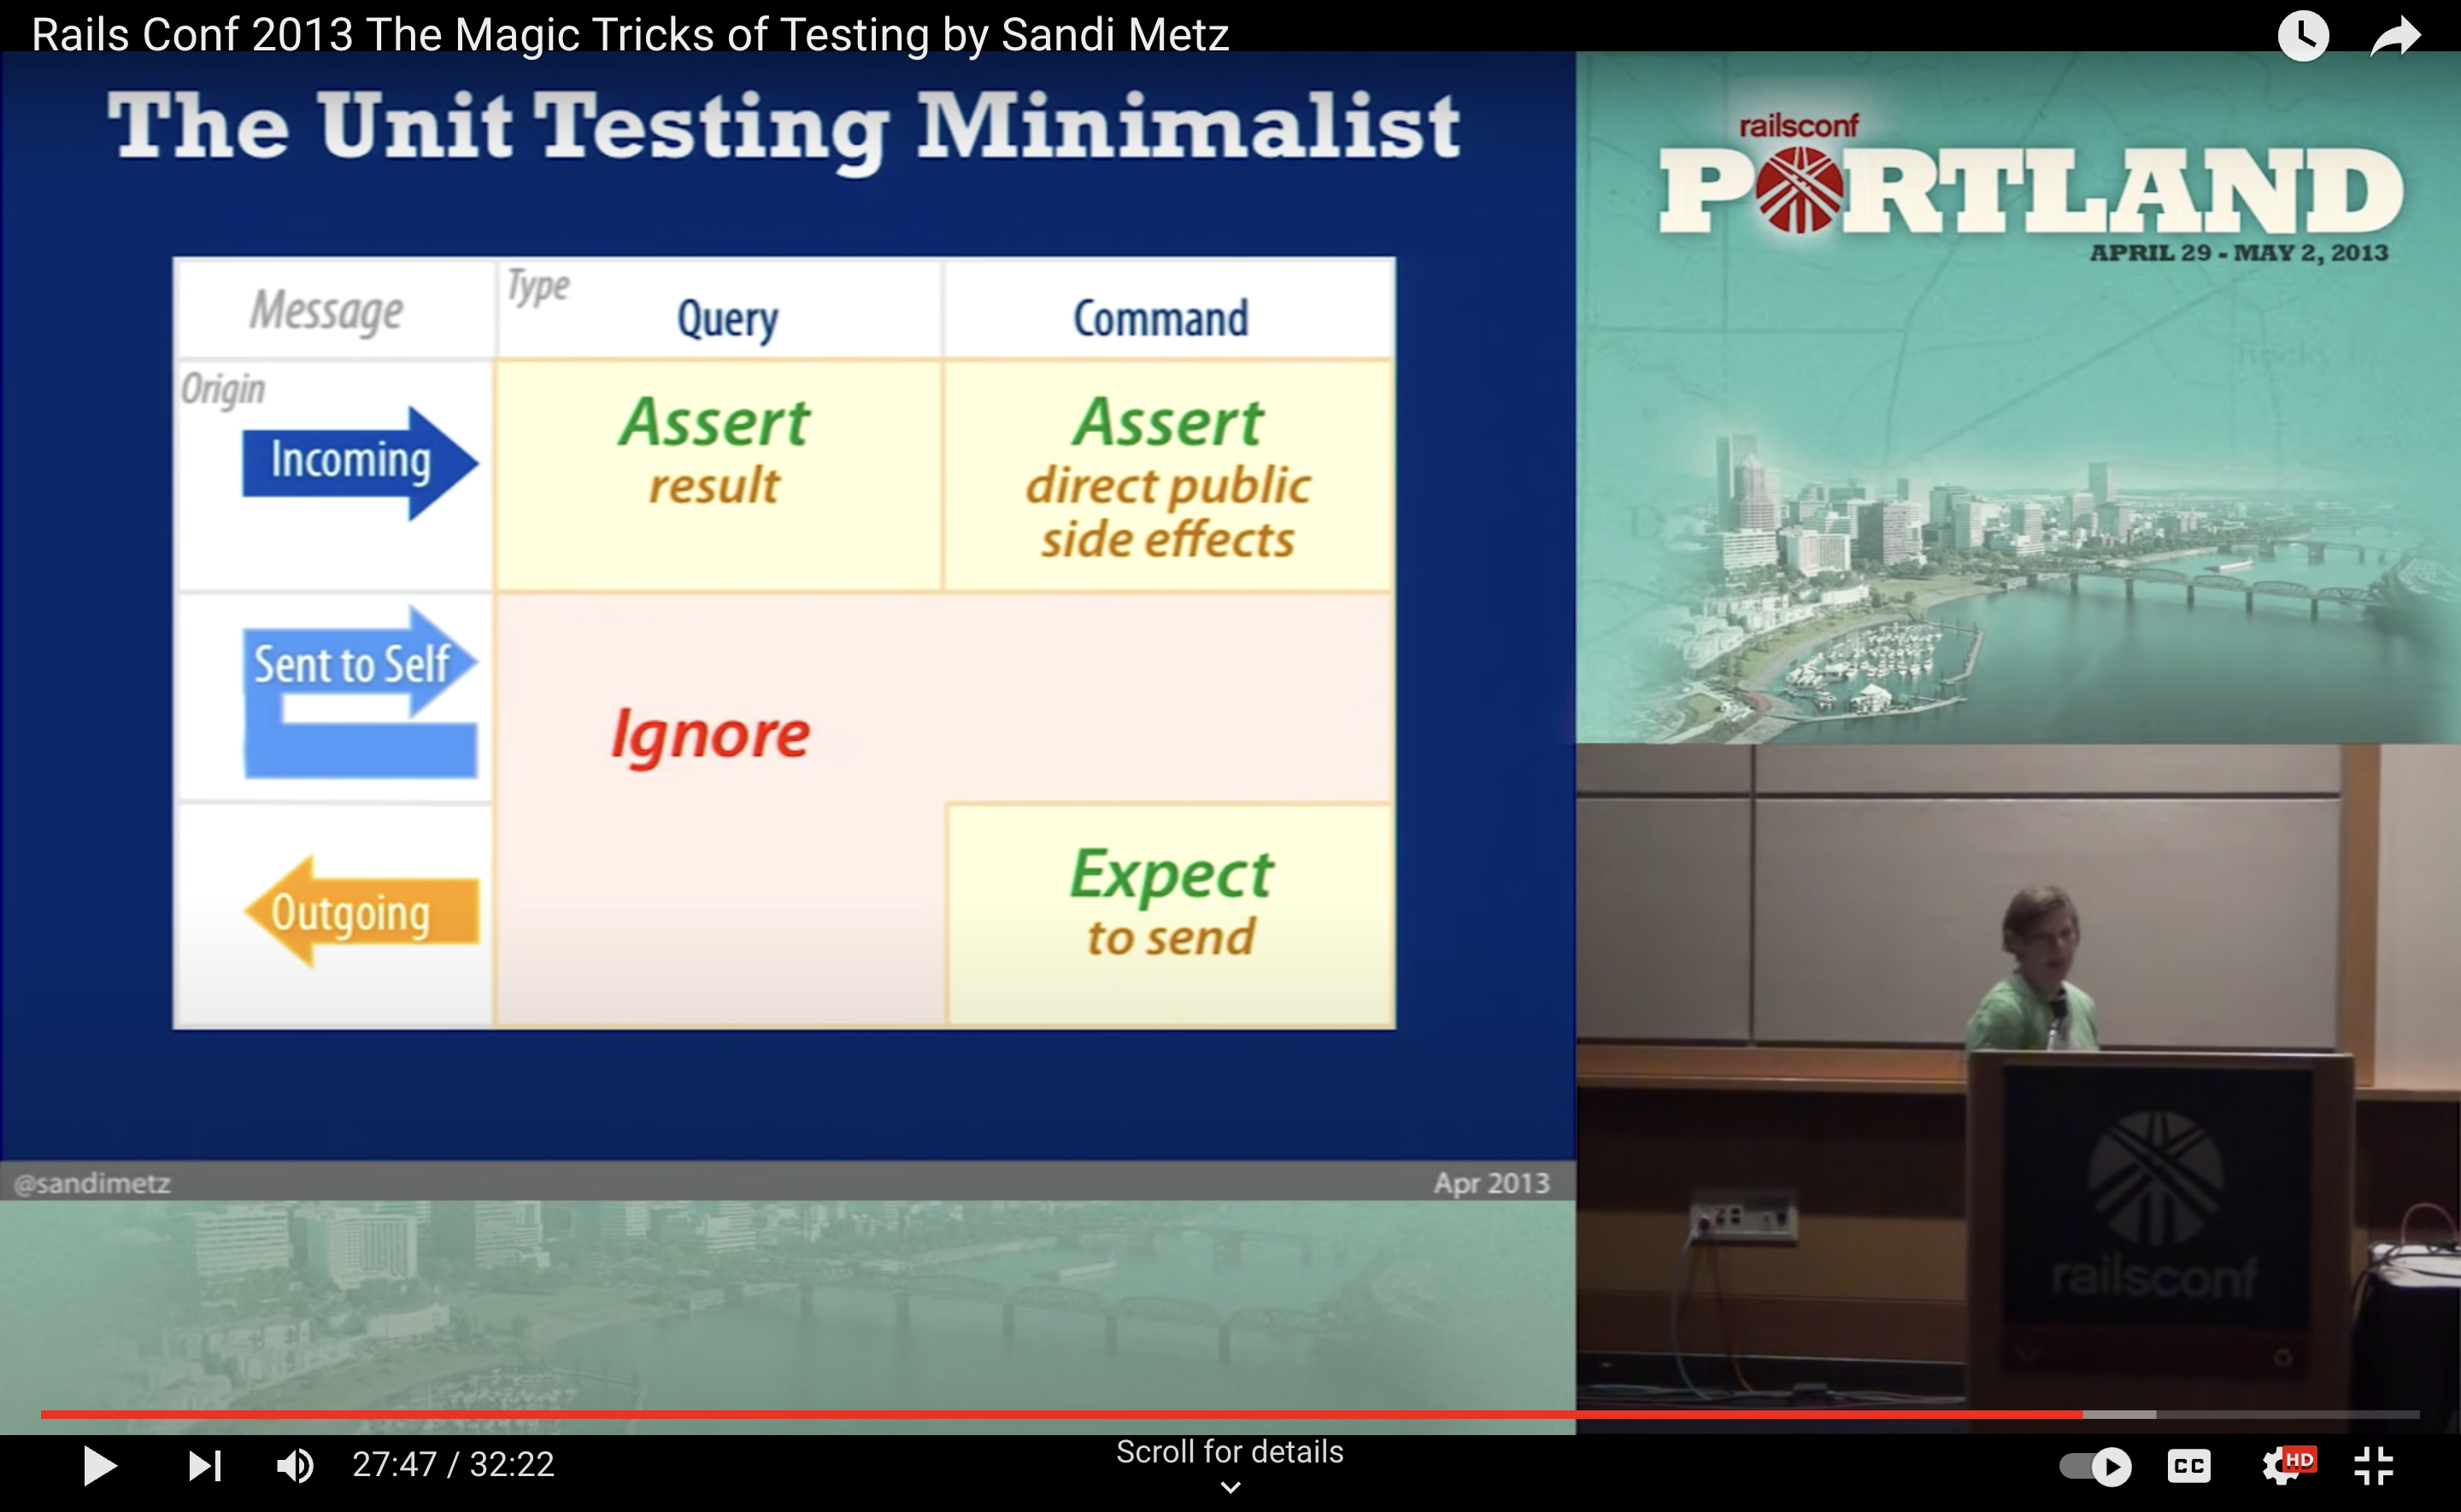 Rails Conf 2013 The Magic Tricks of Testing by Sandi Metz
The Unit Testing Minimalist
Message
Type
Query
Command
Origin
Incoming
Assert
result
Assert
direct public
side effects
Sent to Self
Ignore
Outgoing
Expect
to send
@sandimetz
Apr 2013
railsconf
PORTLAND
APRIL 29 - MAY 2, 2013
railsconf
27:47 / 32:22
Scroll for details
CC
HD